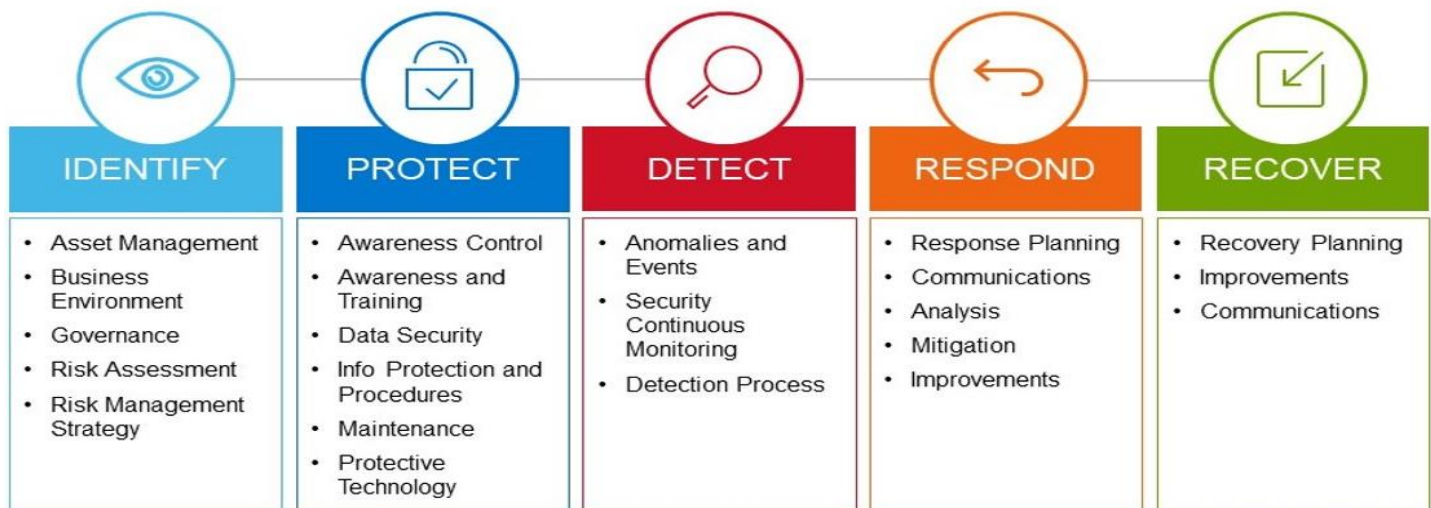 IDENTIFY
• Asset Management
• Business
Environment
• Governance
• Risk Assessment
• Risk Management
Strategy
PROTECT
• Awareness Control
• Awareness and
Training
• Data Security
• Info Protection and
Procedures
• Maintenance
• Protective
Technology
DETECT
• Anomalies and
Events
• Security
Continuous
Monitoring
• Detection Process
RESPOND
• Response Planning
• Communications
• Analysis
• Mitigation
• Improvements
RECOVER
• Recovery Planning
• Improvements
• Communications